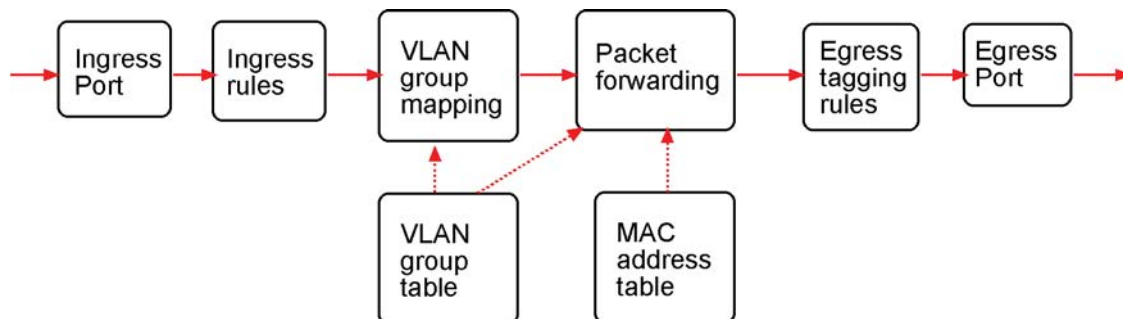 Ingress
Port
Ingress
rules
VLAN
group
mapping
Packet
forwarding
Egress
tagging
rules
Egress
Port
VLAN
group
table
MAC
address
table